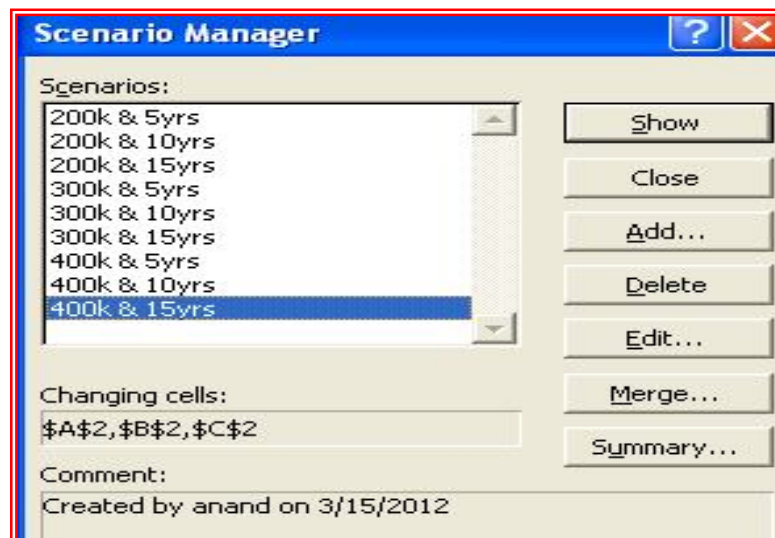 Scenario Manager
Scenarios:
200k & 5yrs
200k & 10yrs
200k & 15yrs
300k & 5yrs
300k & 10yrs
300k & 15yrs
400k & 5yrs
400k & 10yrs
400k & 15yrs
Show
Close
Add...
Delete
Edit...
Merge...
Summary...
Changing cells:
$A$2,$B$2,$C$2
Comment:
Created by anand on 3/15/2012